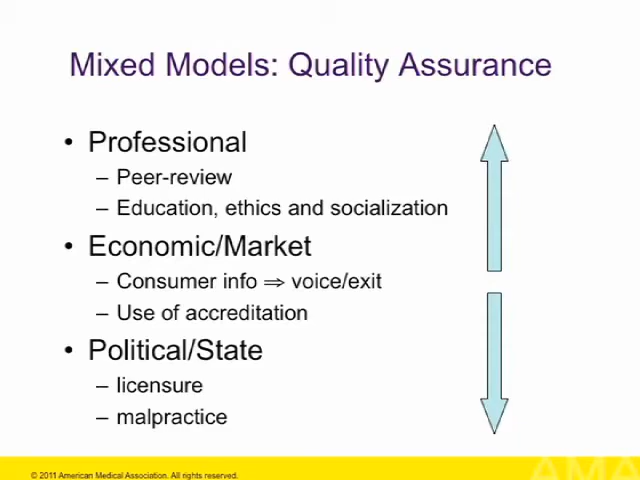 Mixed Models: Quality Assurance
• Professional
– Peer-review
– Education, ethics and socialization
• Economic/Market
– Consumer info ⇒ voice/exit
– Use of accreditation
• Political/State
– licensure
– malpractice
© 2011 American Medical Association. All rights reserved.
AMA